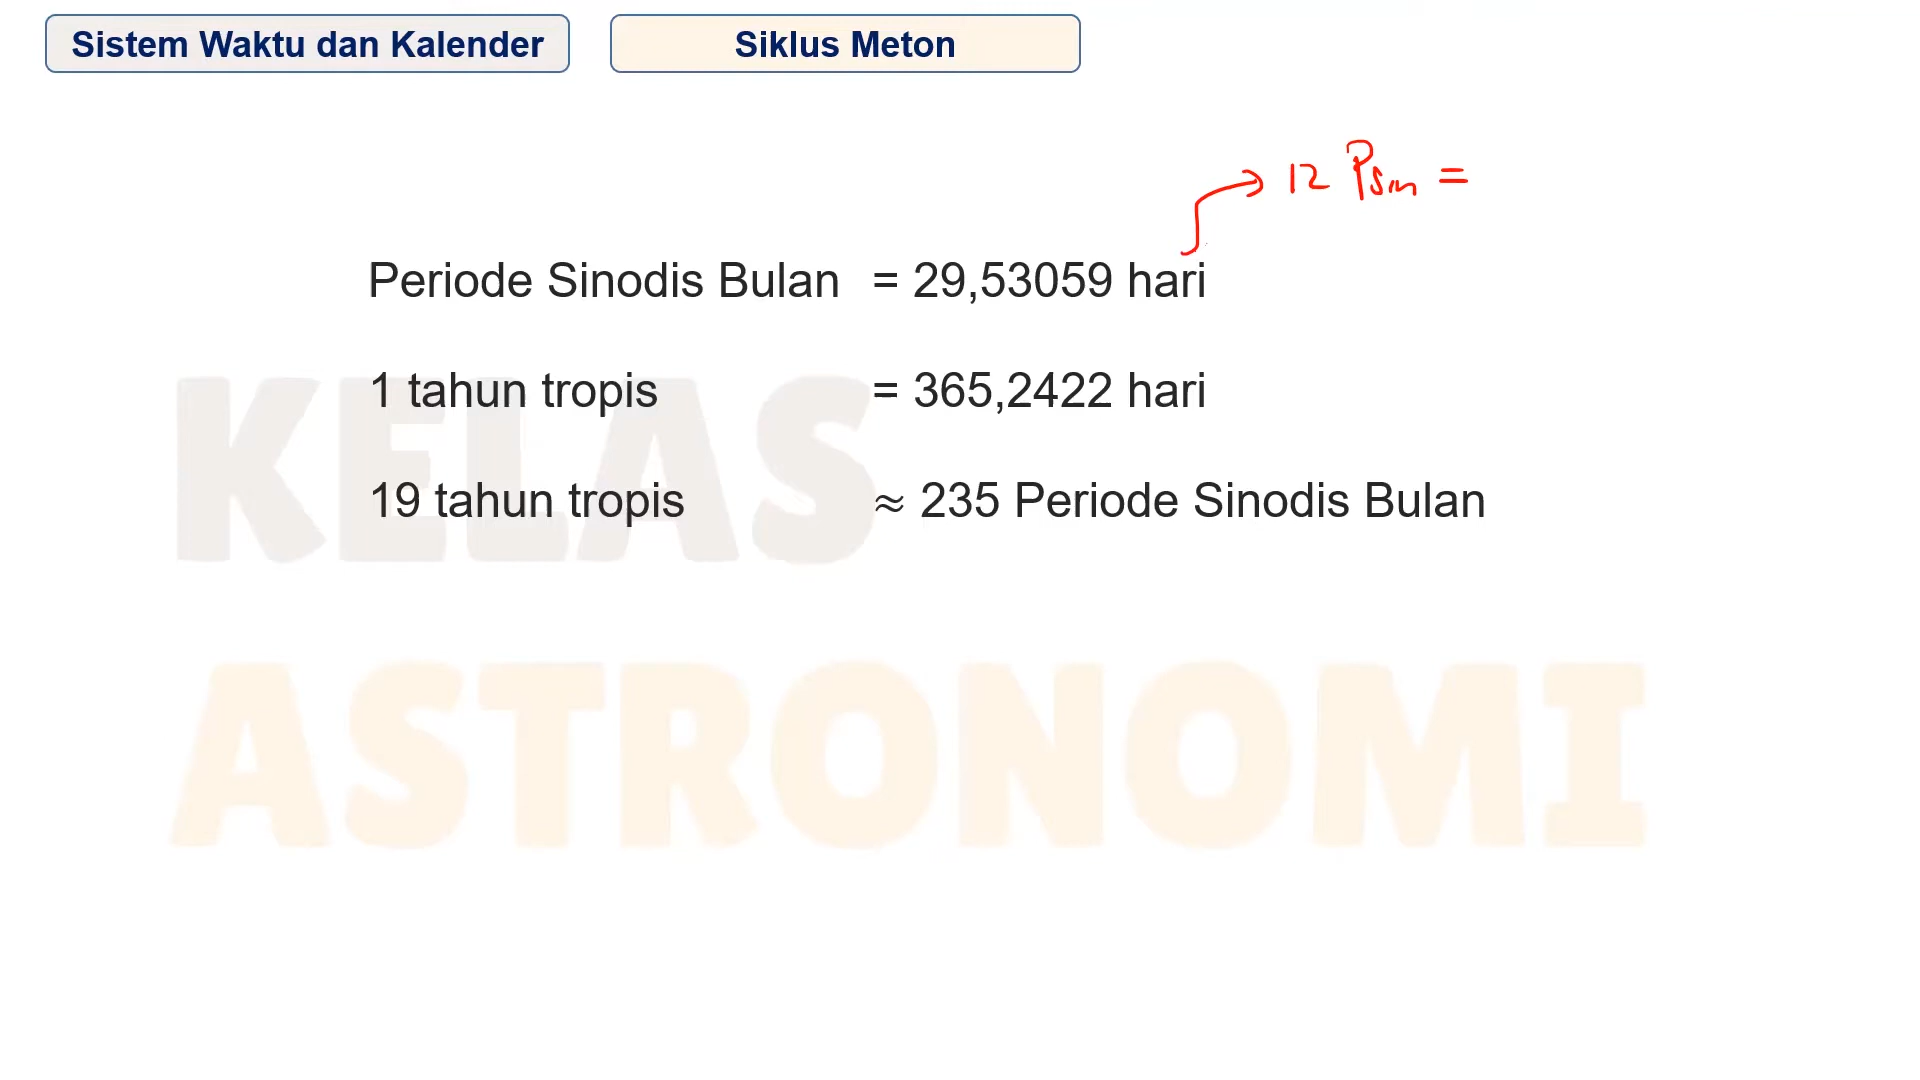 Sistem Waktu dan Kalender
Siklus Meton
12 Psin =
Periode Sinodis Bulan = 29,53059 hari
1 tahun tropis = 365,2422 hari
19 tahun tropis ≈ 235 Periode Sinodis Bulan
KELAS
ASTRONOMI